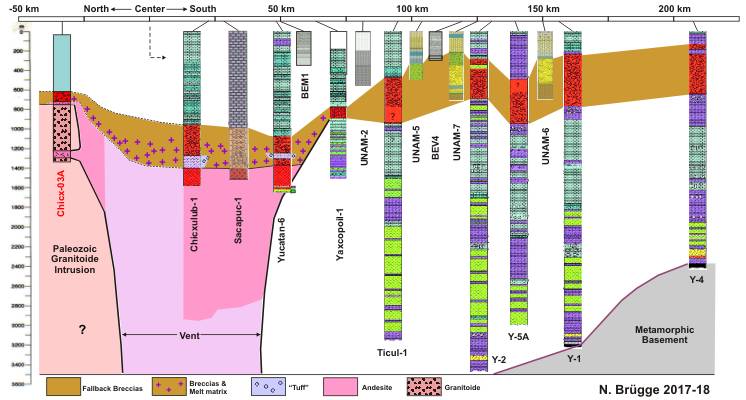 -50 km North Center South 50 km 100 km 150 km 200 km
0
200
400
600
800
1000
1200
1400
1600
1800
2000
2200
2400
2600
2800
3000
3200
3400
3600
BEM1
UNAM-2
UNAM-5
BEV4
UNAM-7
UNAM-6
?
?
Chicx-03A
Chicxulub-1
Sacapuc-1
Yucatan-6
Yaxcopoil-1
Ticul-1
Y-2
Y-5A
Y-1
Y-4
Paleozoic
Granitoide
Intrusion
?
Vent
Metamorphic
Basement
Fallback Breccias
Breccias &
Melt matrix
"Tuff"
Andesite
Granitoide
N. Brügge 2017-18